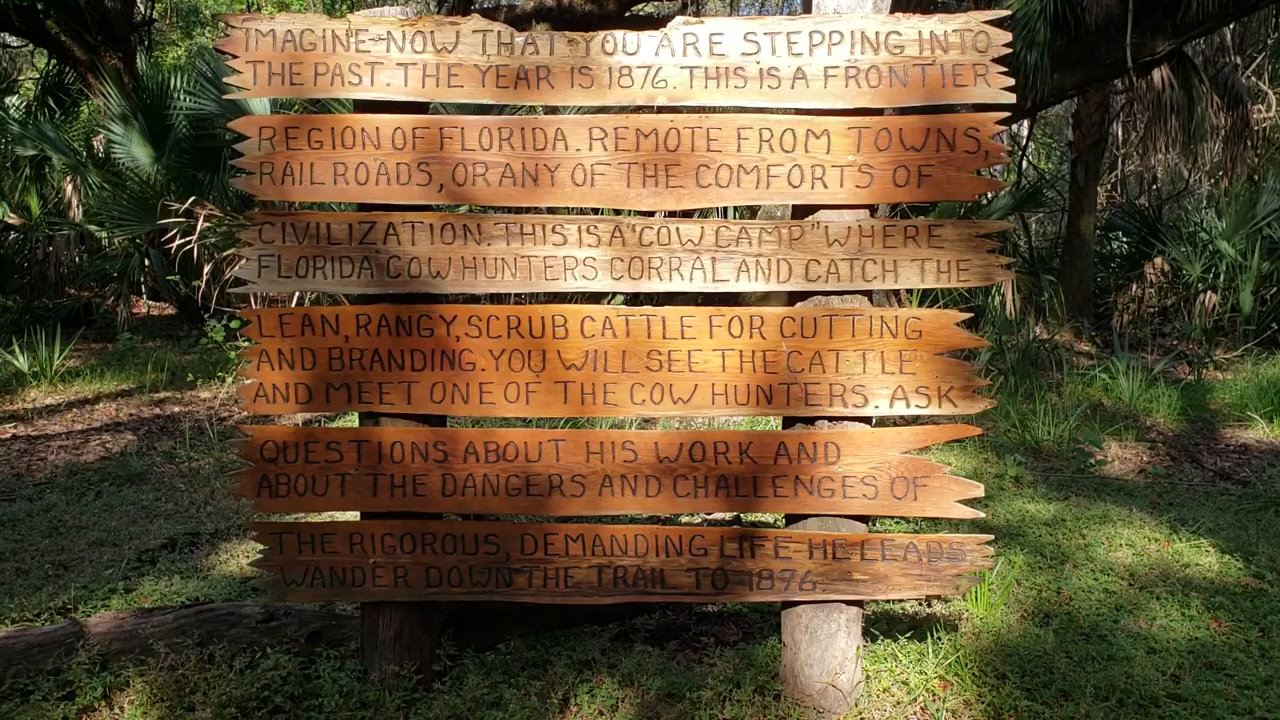 IMAGINE NOW THAT YOU ARE STEPPING INTO
THE PAST. THE YEAR IS 1876. THIS IS A FRONTIER
REGION OF FLORIDA. REMOTE FROM TOWNS,
RAILROADS, OR ANY OF THE COMFORTS OF
CIVILIZATION. THIS IS A "COW CAMP" WHERE
FLORIDA COW HUNTERS CORRAL AND CATCH THE
LEAN, RANGY, SCRUB CATTLE FOR CUTTING
AND BRANDING. YOU WILL SEE THE CATTLE
AND MEET ONE OF THE COW HUNTERS. ASK
QUESTIONS ABOUT HIS WORK AND
ABOUT THE DANGERS AND CHALLENGES OF
THE RIGOROUS, DEMANDING LIFE HE LEADS
WANDER DOWN THE TRAIL TO 1876.